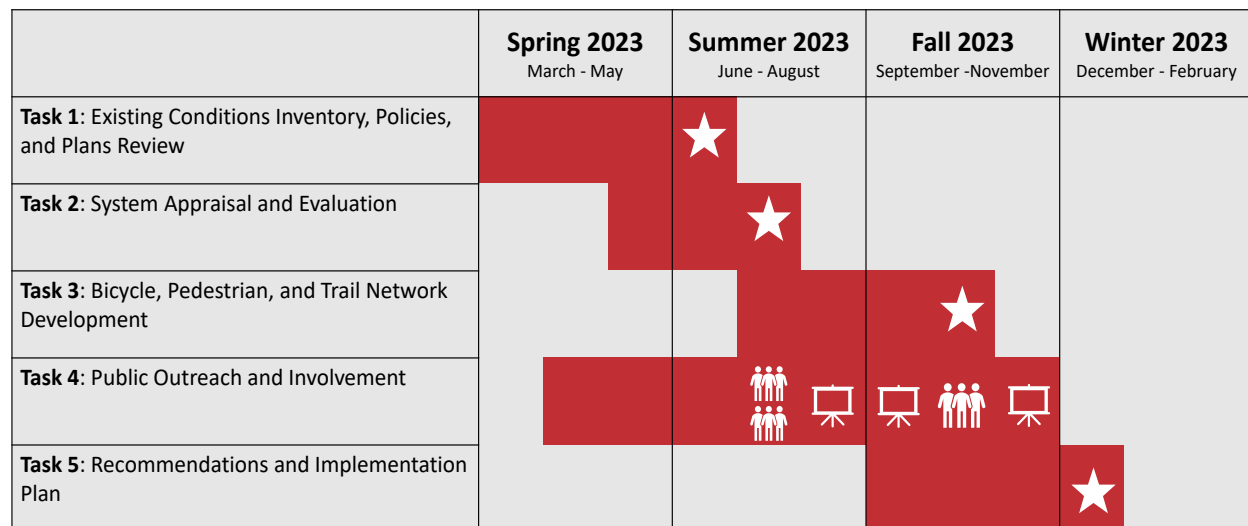 Spring 2023
March - May
Summer 2023
June - August
Fall 2023
September -November
Winter 2023
December - February
Task 1: Existing Conditions Inventory, Policies,
and Plans Review
Task 2: System Appraisal and Evaluation
Task 3: Bicycle, Pedestrian, and Trail Network
Development
Task 4: Public Outreach and Involvement
Task 5: Recommendations and Implementation
Plan